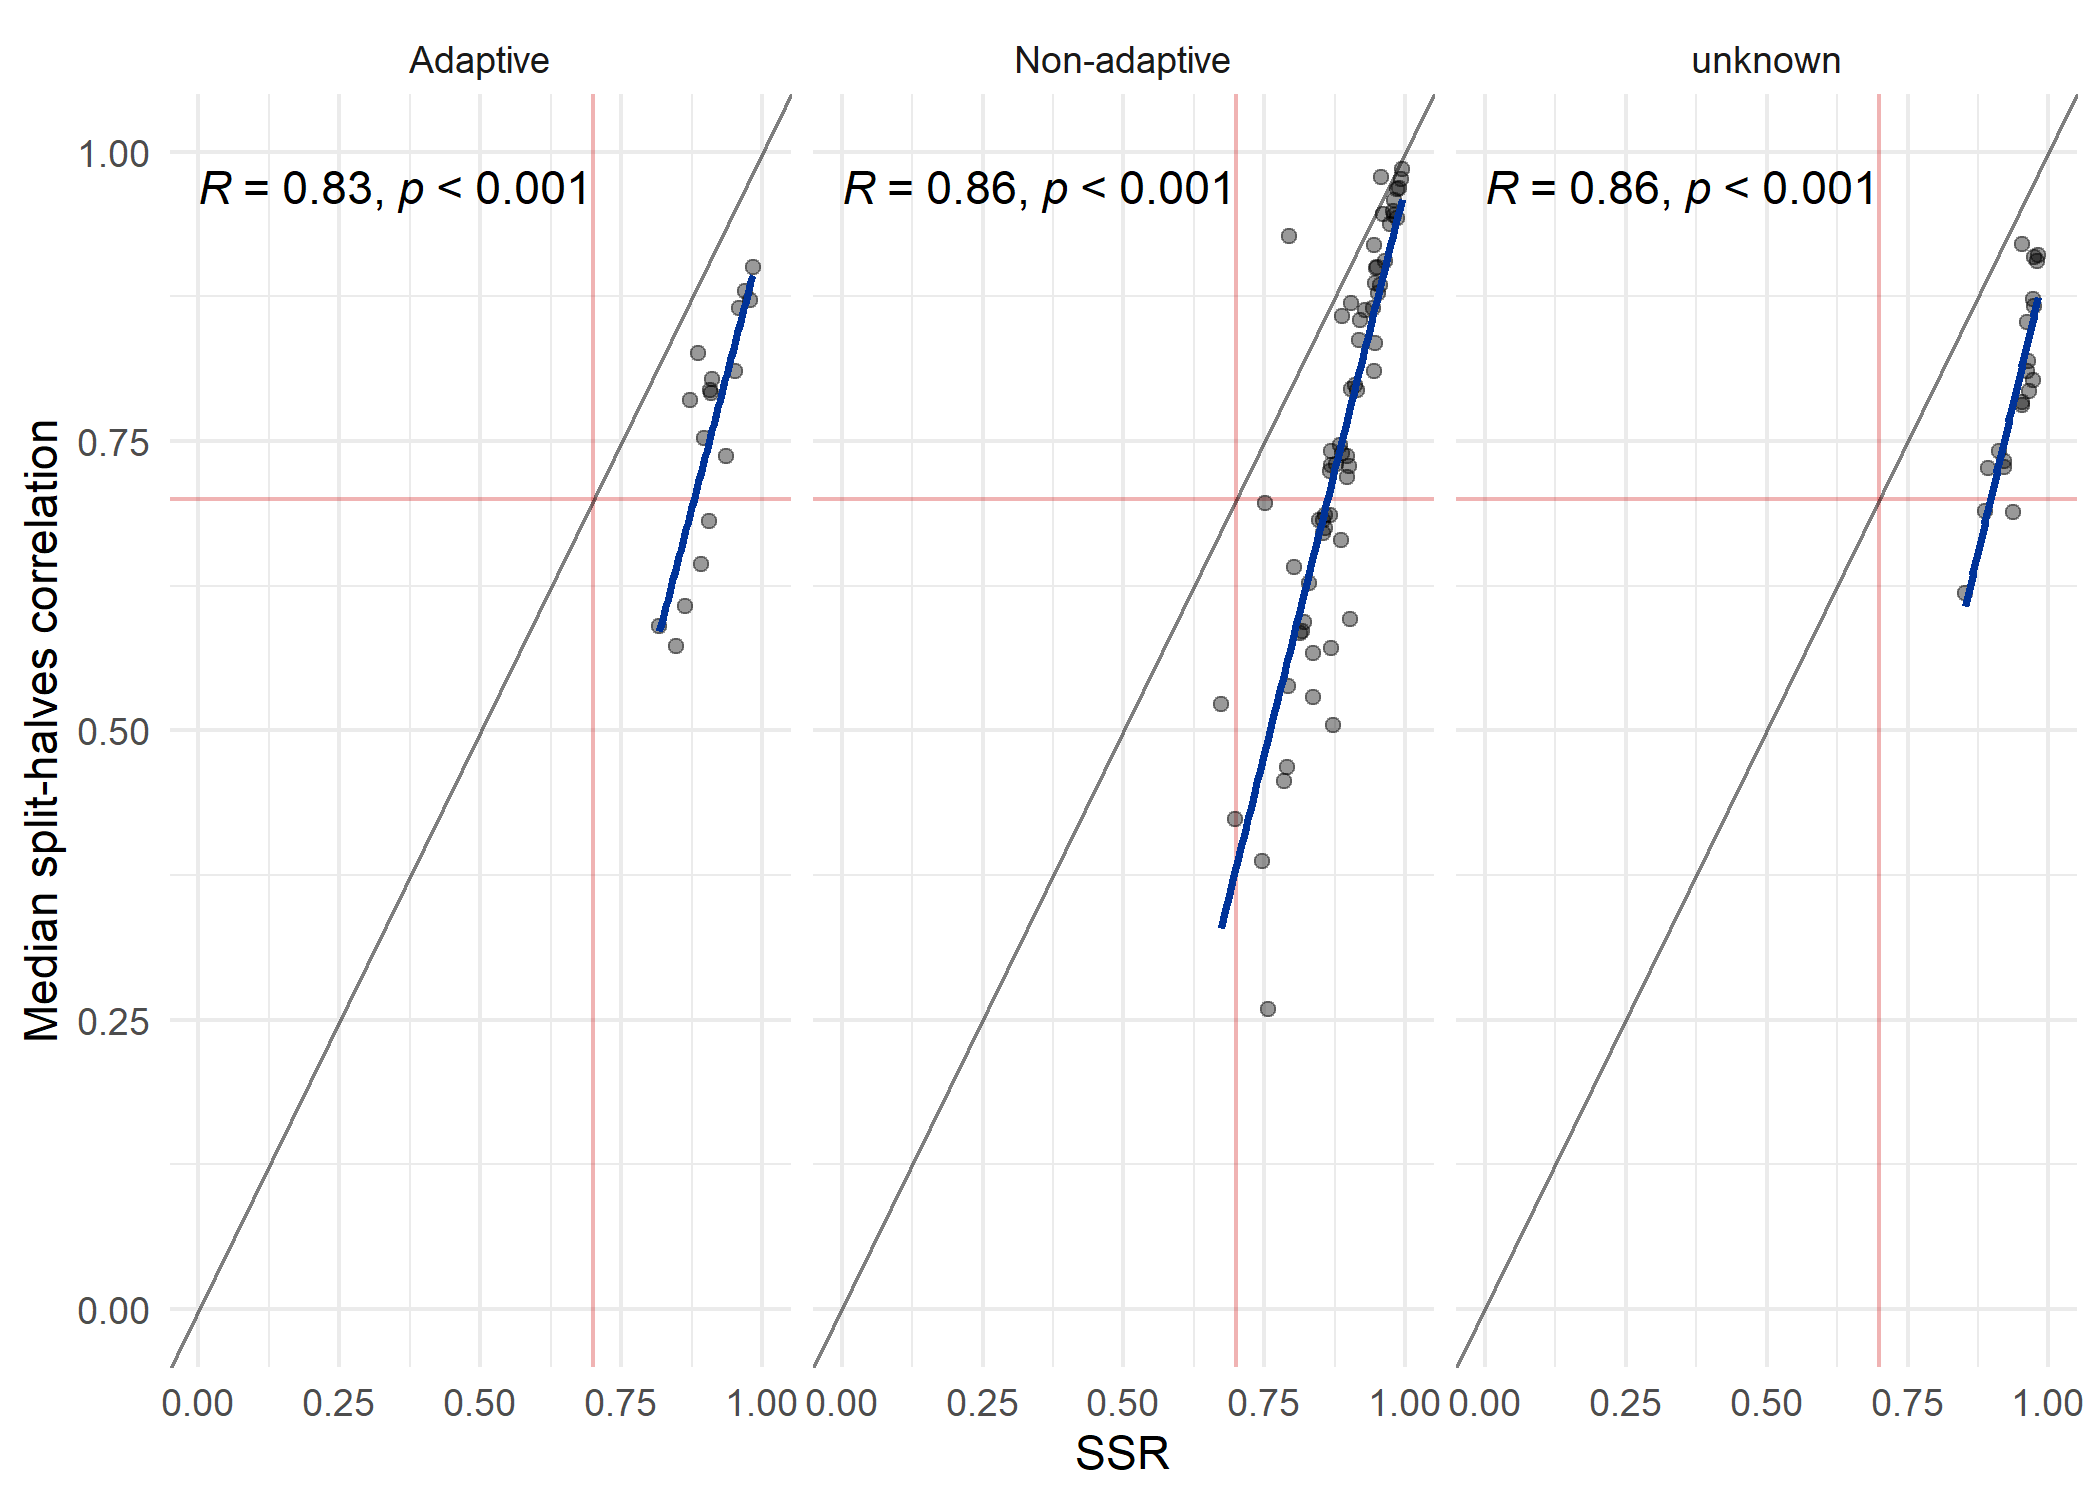 Adaptive
Non-adaptive
unknown
R = 0.83, p < 0.001
R = 0.86, p < 0.001
R = 0.86, p < 0.001
1.00
0.75
0.50
0.25
0.00
Median split-halves correlation
0.00 0.25 0.50 0.75 1.00
0.00 0.25 0.50 0.75 1.00
0.00 0.25 0.50 0.75 1.00
SSR